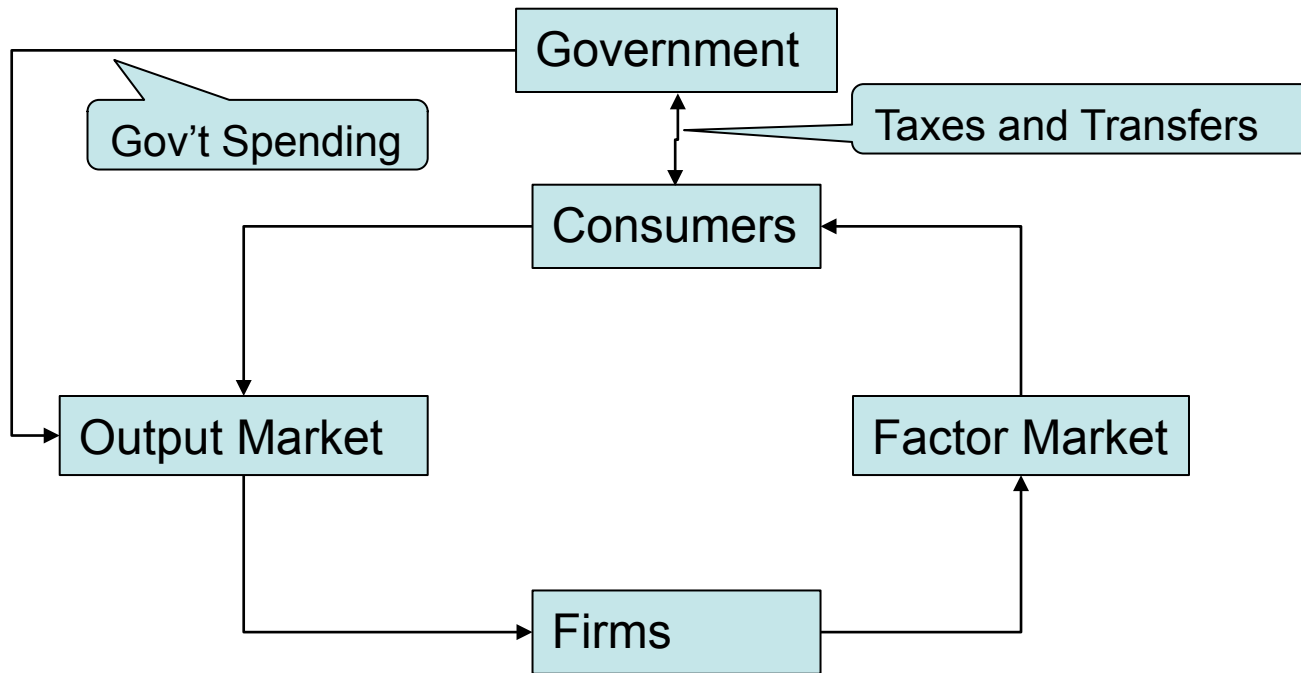 Government
Gov’t Spending
Taxes and Transfers
Consumers
Output Market
Factor Market
Firms